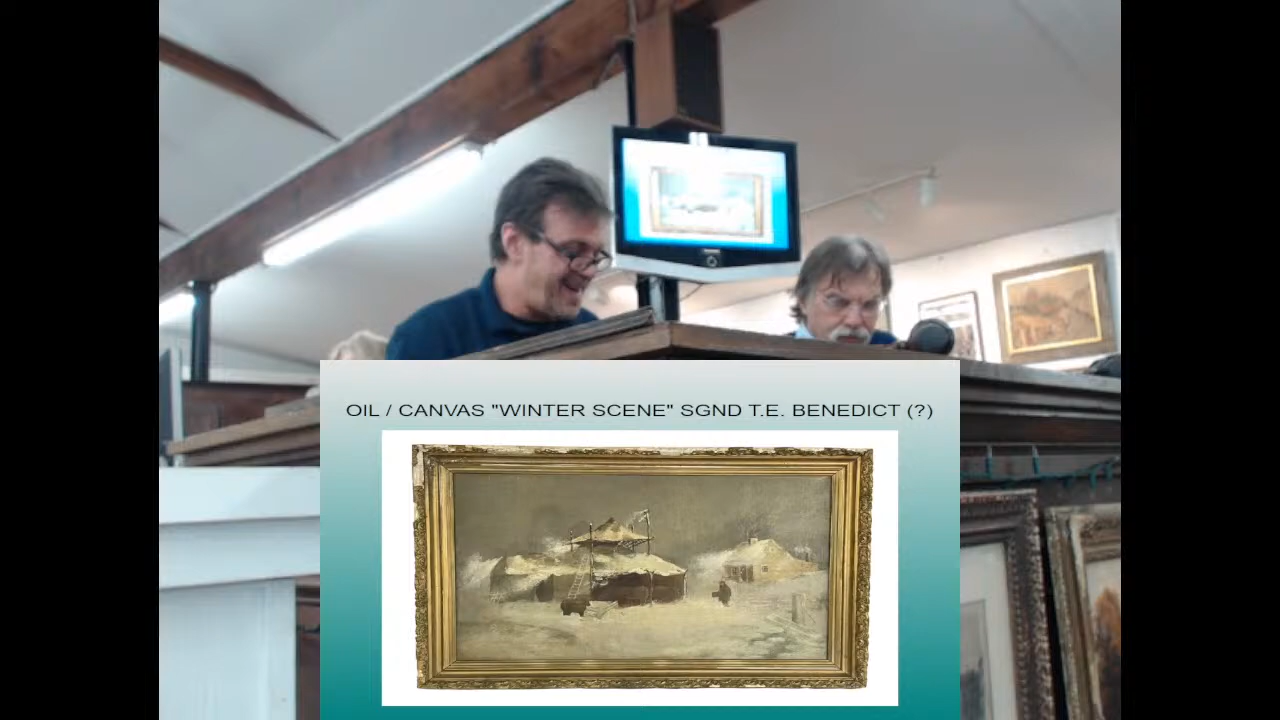 OIL / CANVAS "WINTER SCENE" SGND T.E. BENEDICT (?)